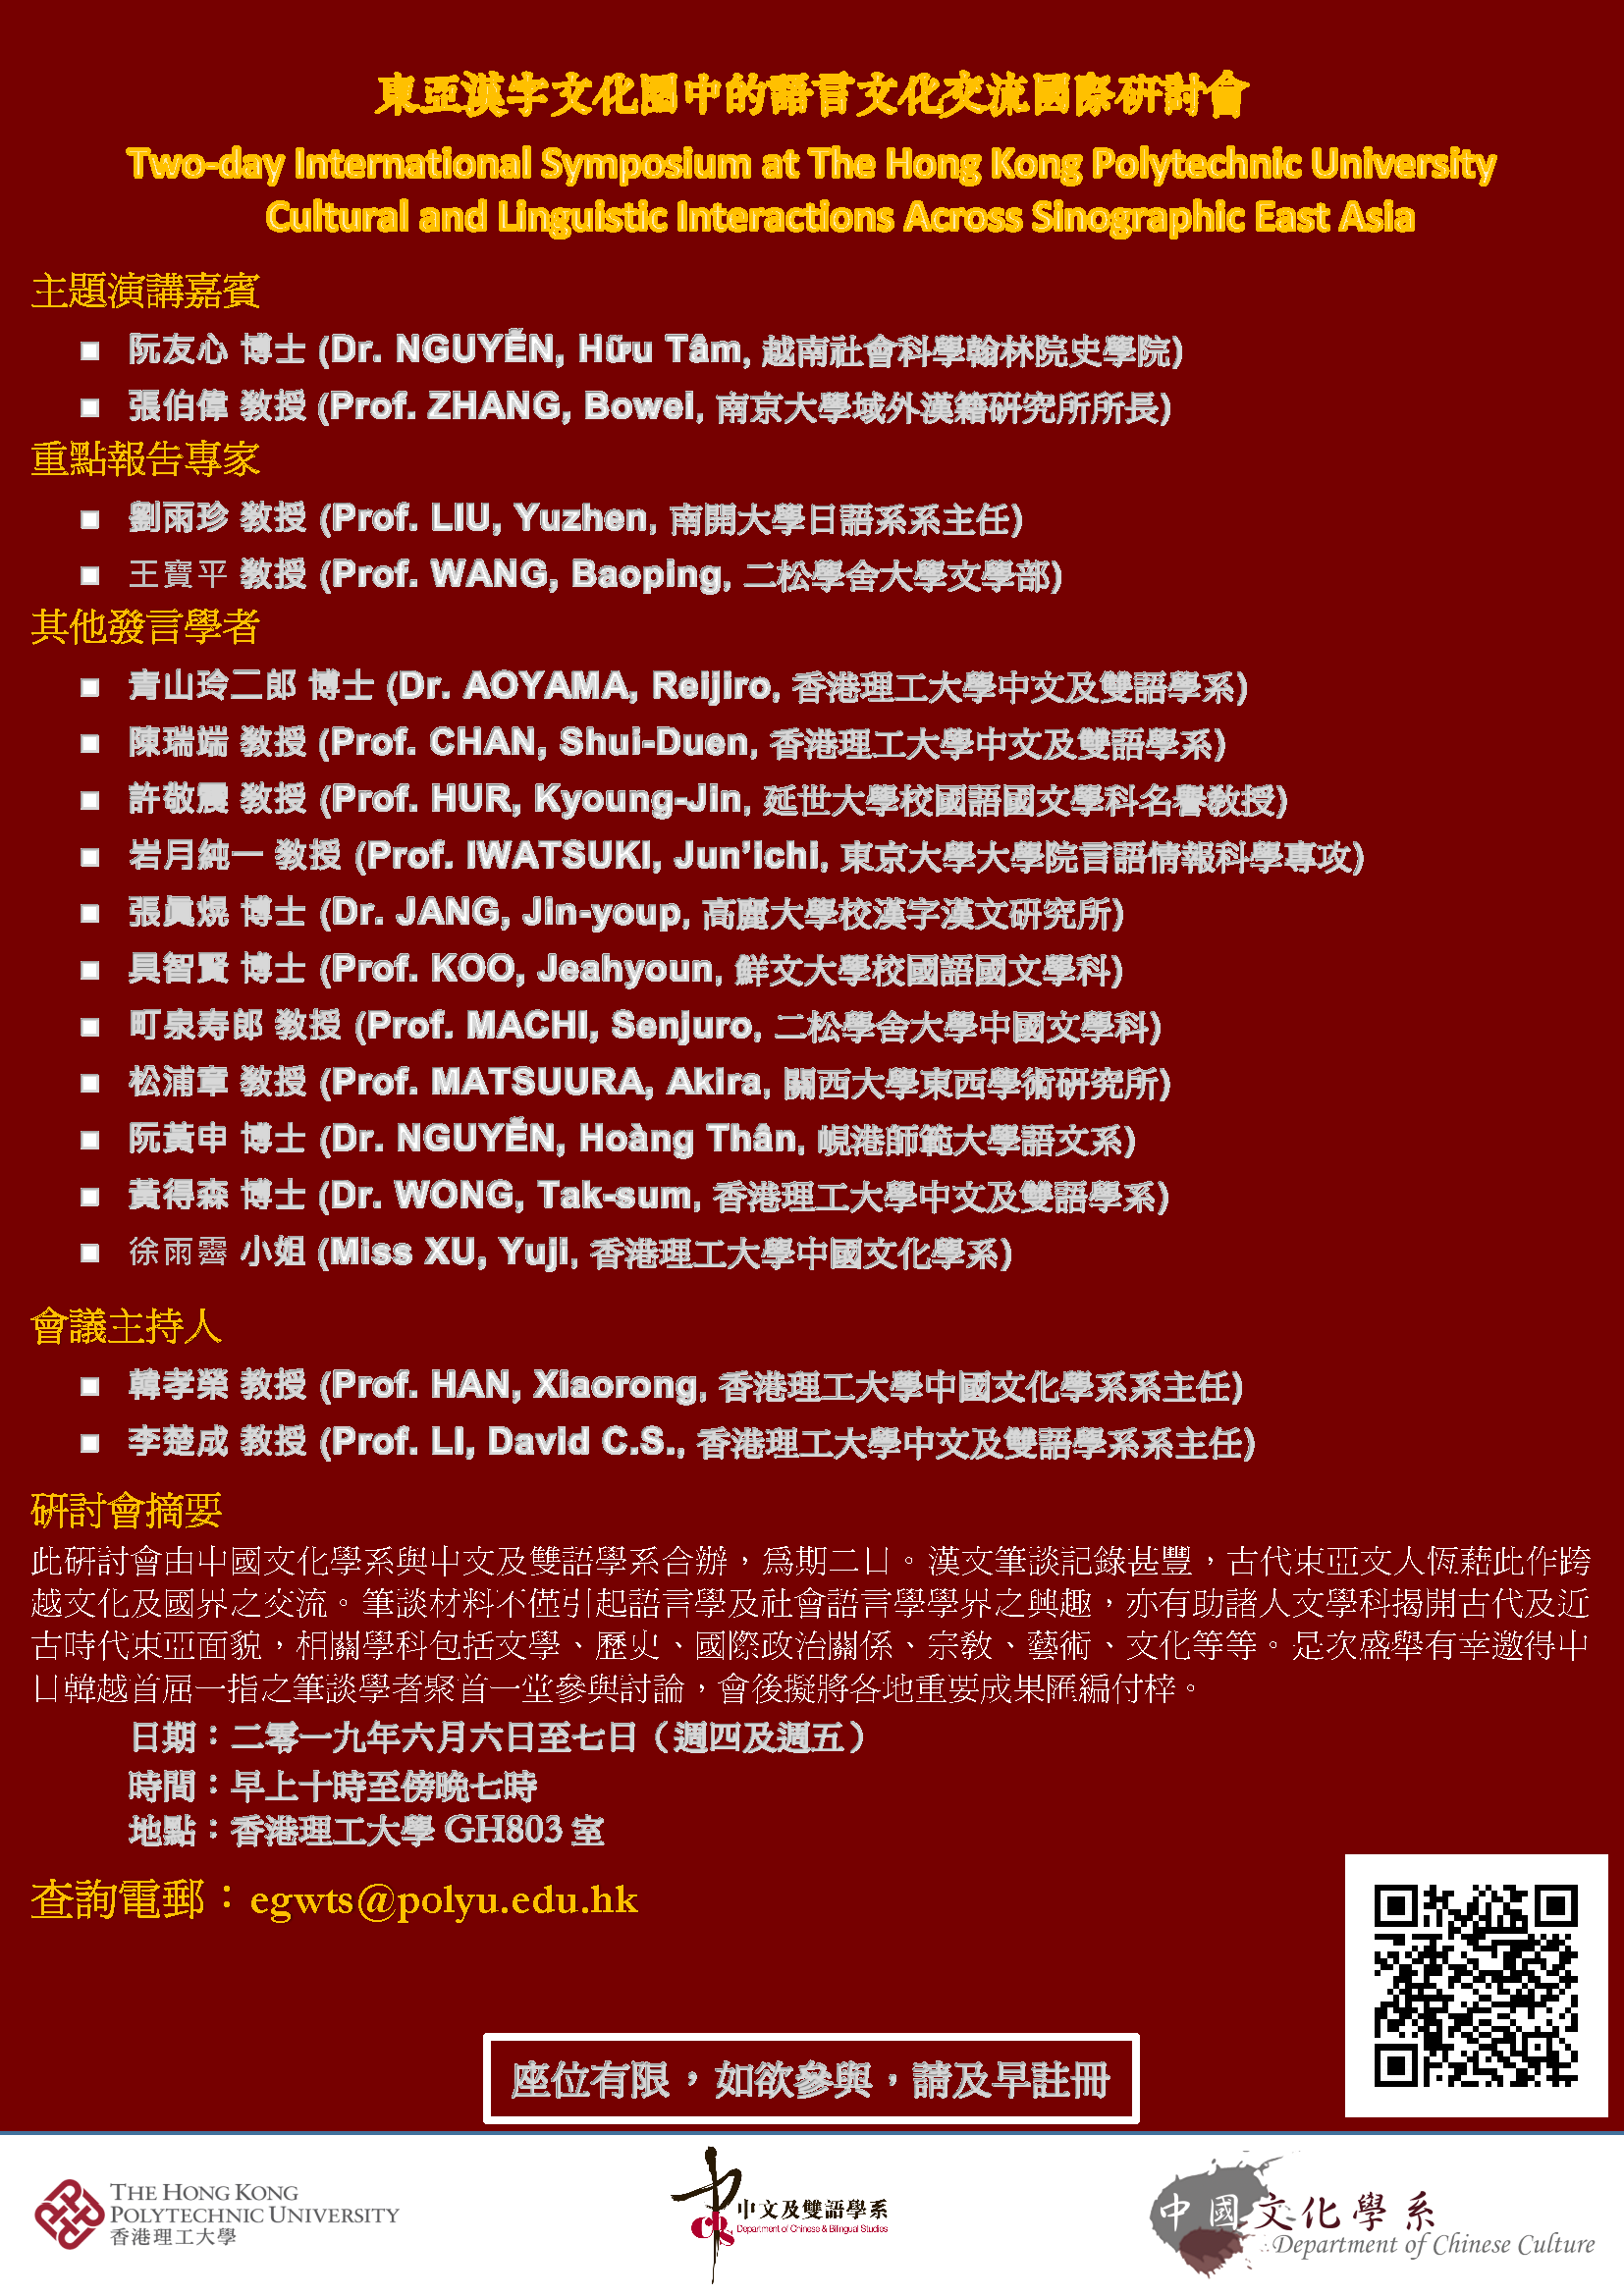 東亞漢字文化圈中的語言文化交流國際研討會
Two-day International Symposium at The Hong Kong Polytechnic University
Cultural and Linguistic Interactions Across Sinographic East Asia
主題演講嘉賓
■ 阮友心 博士 (Dr. NGUYỄN, Hữu Tâm, 越南社會科學翰林院史學院)
■ 張伯偉 教授 (Prof. ZHANG, Bowei, 南京大學域外漢籍研究所所長)
重點報告專家
■ 劉雨珍 教授 (Prof. LIU, Yuzhen, 南開大學日語系系主任)
■ 王寶平 教授 (Prof. WANG, Baoping, 二松學舍大學文學部)
其他發言學者
■ 青山玲二郎 博士 (Dr. AOYAMA, Reijiro, 香港理工大學中文及雙語學系)
■ 陳瑞端 教授 (Prof. CHAN, Shui-Duen, 香港理工大學中文及雙語學系)
■ 許敬震 教授 (Prof. HUR, Kyoung-Jin, 延世大學校國語國文學科名譽教授)
■ 岩月純一 教授 (Prof. IWATSUKI, Jun’ichi, 東京大學大學院言語情報科學專攻)
■ 張眞熀 博士 (Dr. JANG, Jin-youp, 高麗大學校漢字漢文研究所)
■ 具智賢 博士 (Prof. KOO, Jeahyoun, 鮮文大學校國語國文學科)
■ 町泉寿郎 教授 (Prof. MACHI, Senjuro, 二松學舍大學中國文學科)
■ 松浦章 教授 (Prof. MATSUURA, Akira, 關西大學東西學術研究所)
■ 阮黃申 博士 (Dr. NGUYỄN, Hoàng Thân, 峴港師範大學語文系)
■ 黃得森 博士 (Dr. WONG, Tak-sum, 香港理工大學中文及雙語學系)
■ 徐雨霽 小姐 (Miss XU, Yuji, 香港理工大學中國文化學系)
會議主持人
■ 韓孝榮 教授 (Prof. HAN, Xiaorong, 香港理工大學中國文化學系系主任)
■ 李楚成 教授 (Prof. LI, David C.S., 香港理工大學中文及雙語學系系主任)
研討會摘要
此研討會由中國文化學系與中文及雙語學系合辦，為期二日。漢文筆談記錄甚豐，古代東亞文人恆藉此作跨
越文化及國界之交流。筆談材料不僅引起語言學及社會語言學學界之興趣，亦有助諸人文學科揭開古代及近
古時代東亞面貌，相關學科包括文學、歷史、國際政治關係、宗教、藝術、文化等等。是次盛舉有幸邀得中
日韓越首屈一指之筆談學者聚首一堂參與討論，會後擬將各地重要成果匯編付梓。
日期：二零一九年六月六日至七日（週四及週五）
時間：早上十時至傍晚七時
地點：香港理工大學 GH803 室
查詢電郵：egwts@polyu.edu.hk
座位有限，如欲參與，請及早註冊
THE HONG KONG
POLYTECHNIC UNIVERSITY
香港理工大學
中文及雙語學系
Department of Chinese & Bilingual Studies
中國文化學系
Department of Chinese Culture